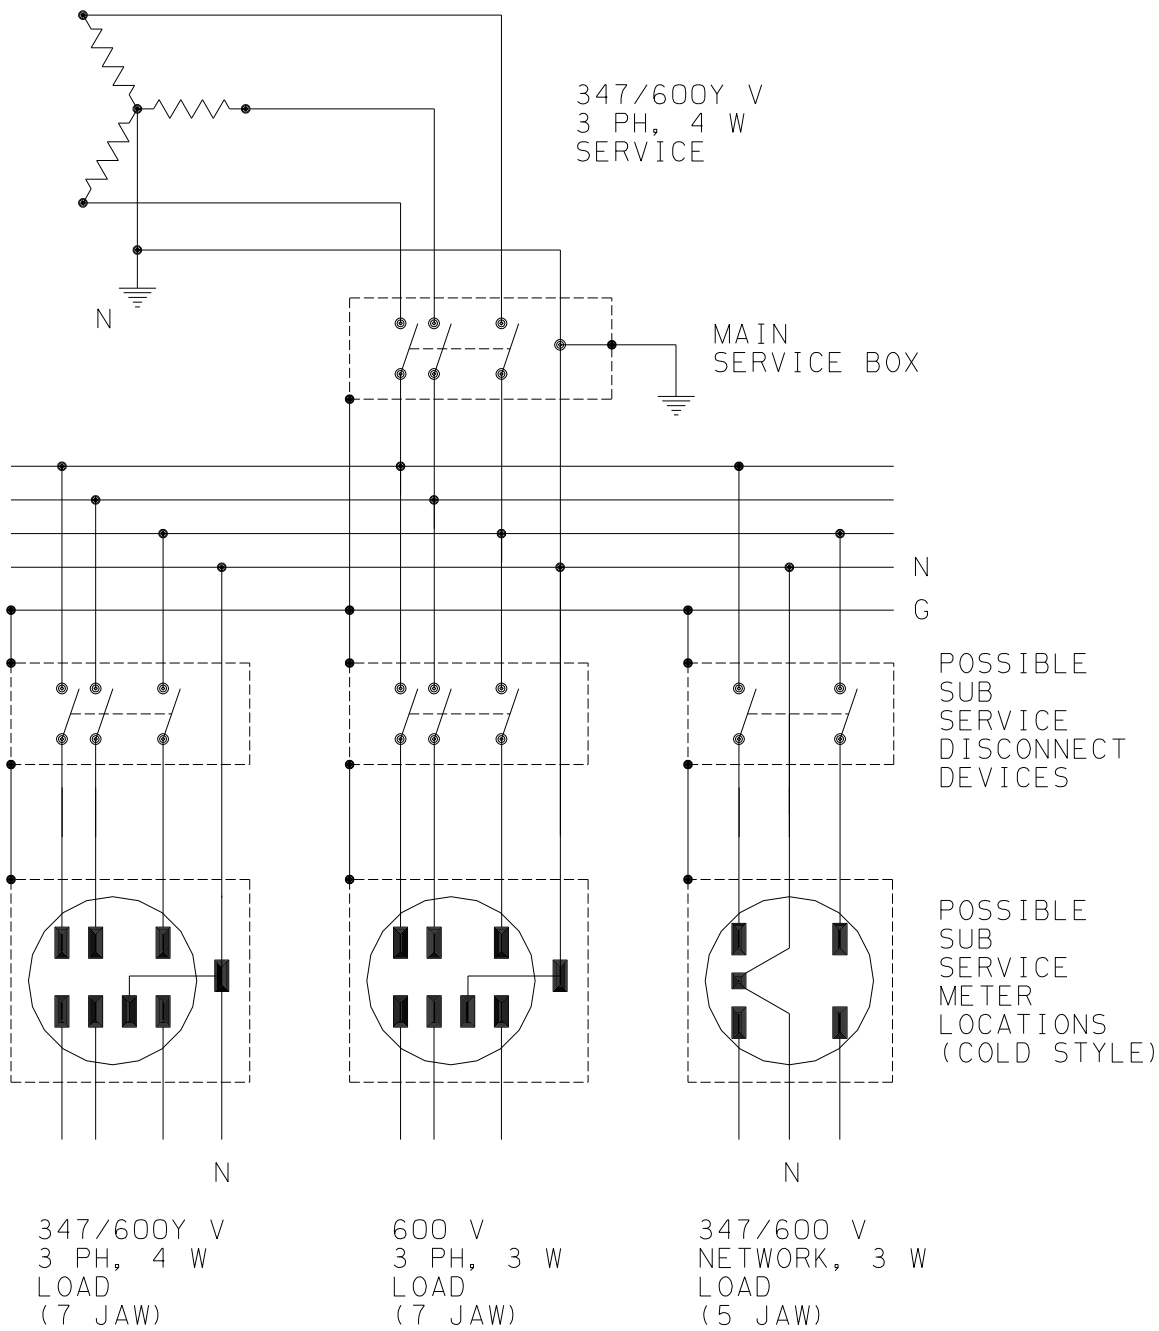 347/600Y V
3 PH, 4 W
SERVICE
N
MAIN
SERVICE BOX
N
G
POSSIBLE
SUB
SERVICE
DISCONNECT
DEVICES
POSSIBLE
SUB
SERVICE
METER
LOCATIONS
(COLD STYLE)
N
N
347/600Y V
3 PH, 4 W
LOAD
(7 JAW)
600 V
3 PH, 3 W
LOAD
(7 JAW)
347/600 V
NETWORK, 3 W
LOAD
(5 JAW)